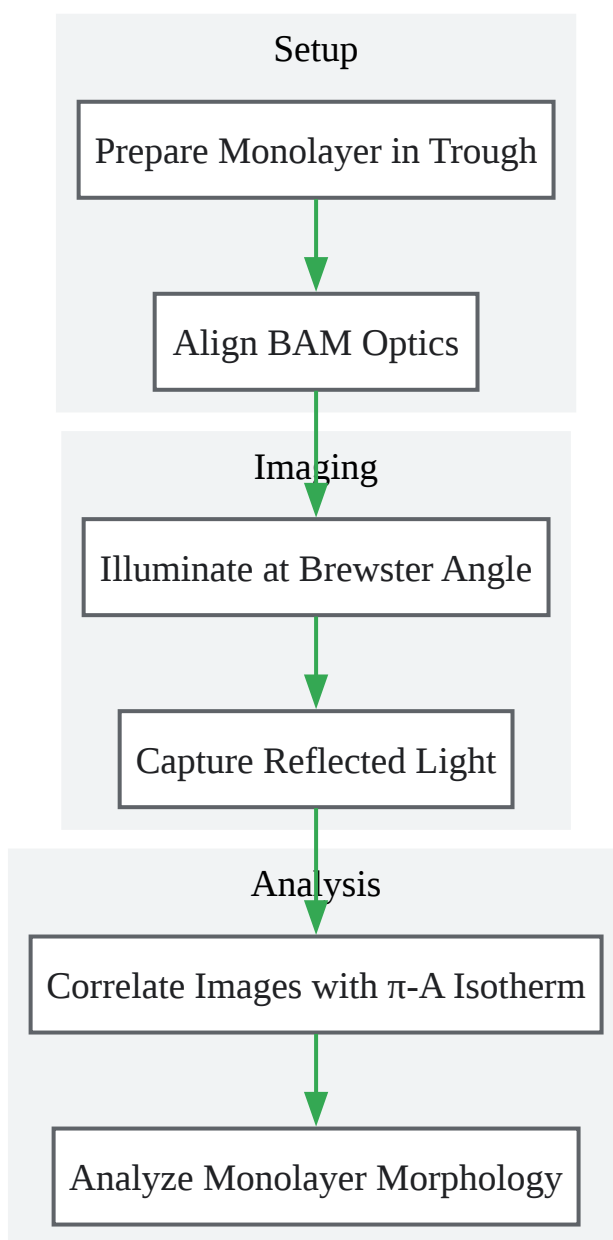 Setup
Prepare Monolayer in Trough
Align BAM Optics
Imaging
Illuminate at Brewster Angle
Capture Reflected Light
Analysis
Correlate Images with π-A Isotherm
Analyze Monolayer Morphology